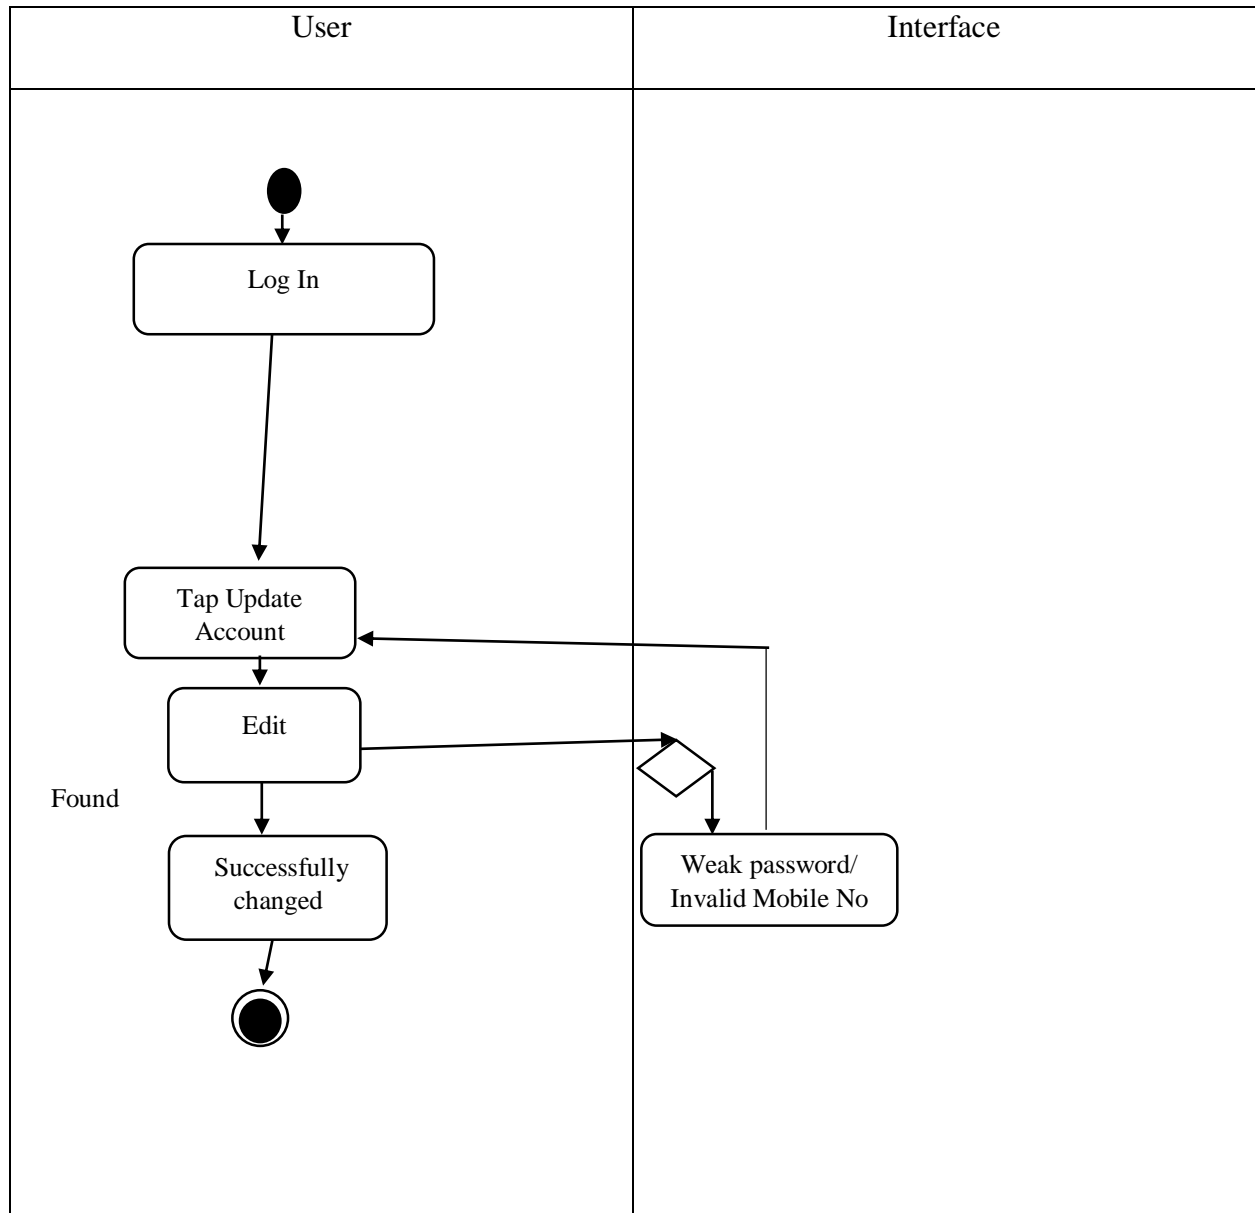 User
Interface
Log In
Tap Update
Account
Edit
Found
Successfully
changed
Weak password/
Invalid Mobile No